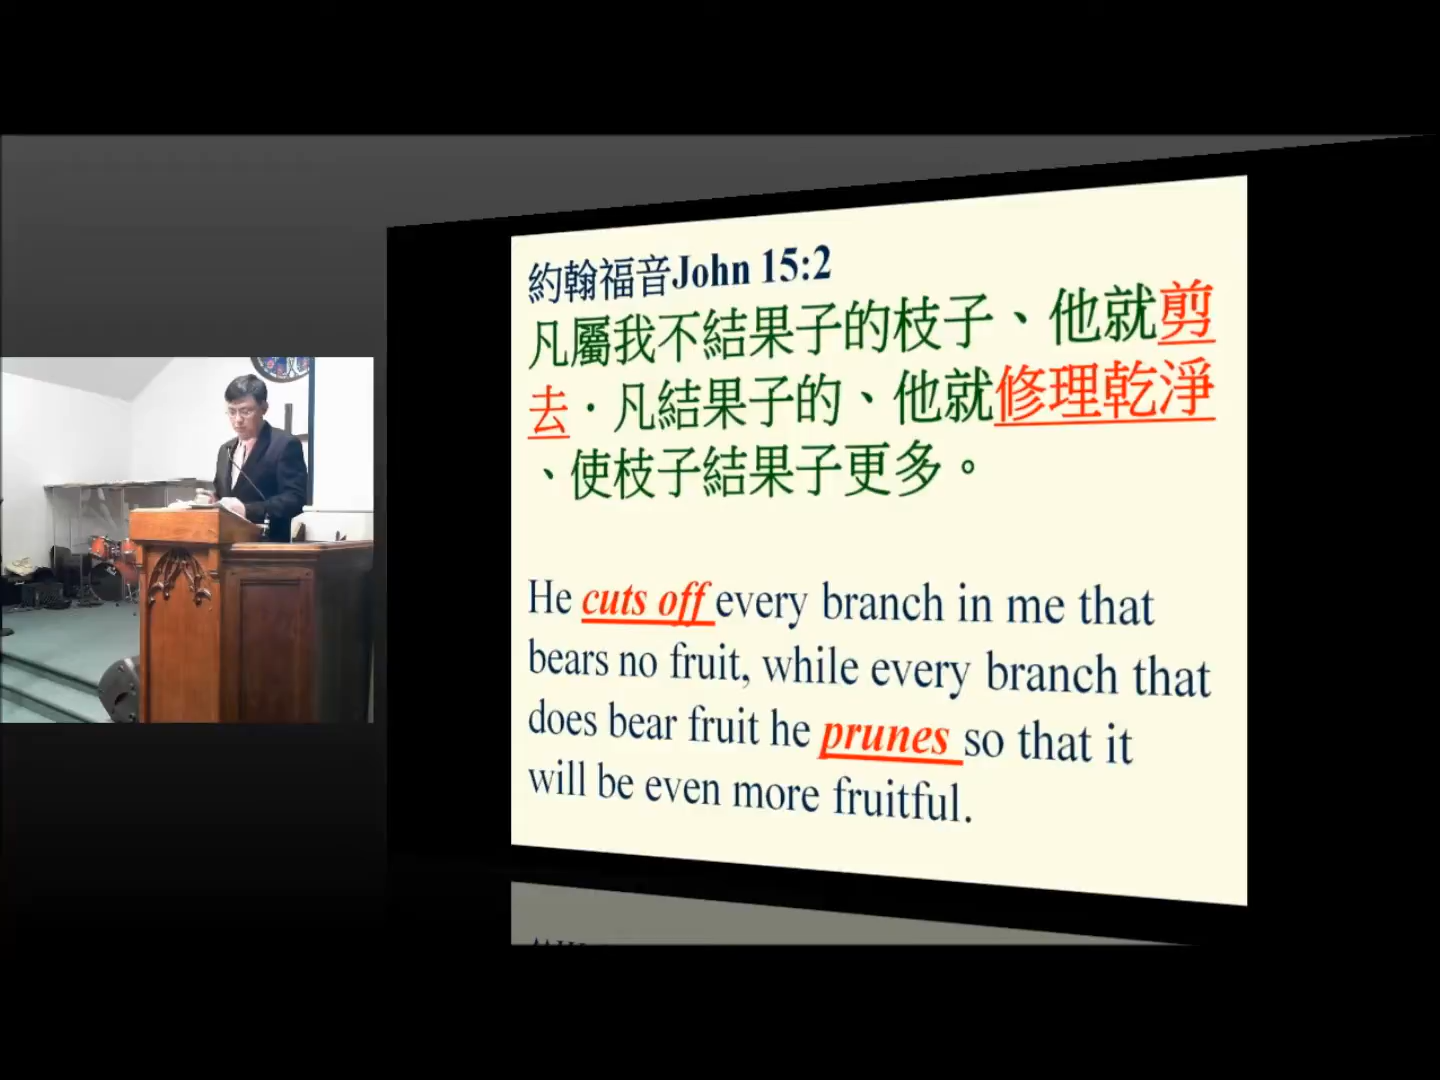 約翰福音John 15:2
凡屬我不結果子的枝子、他就剪
去．凡結果子的、他就修理乾淨
、使枝子結果子更多。
He cuts off every branch in me that
bears no fruit, while every branch that
does bear fruit he prunes so that it
will be even more fruitful.